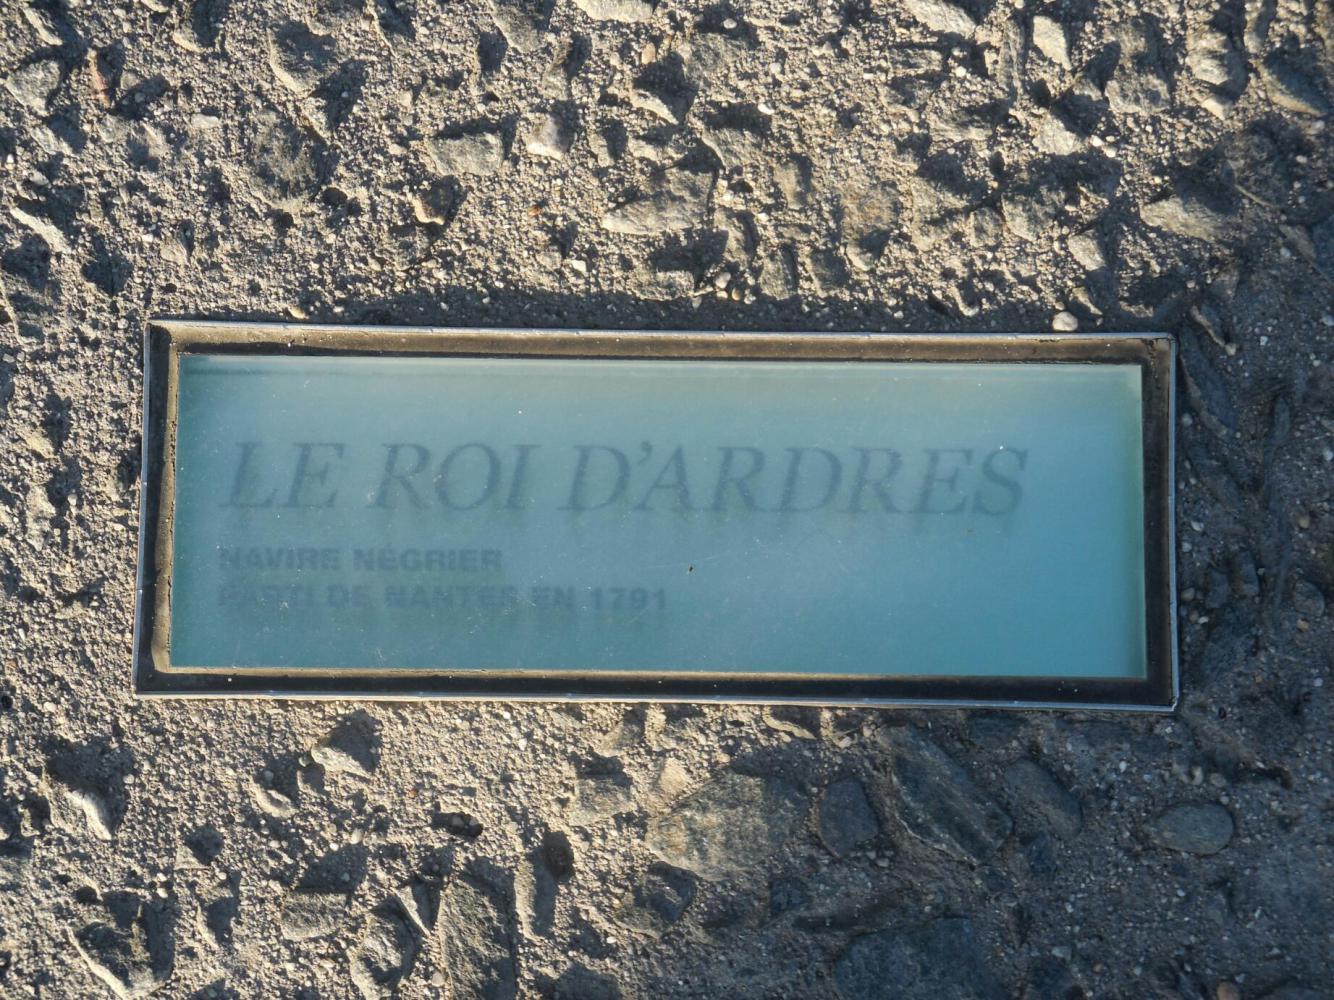 LE ROI D'ARDRES
NAVIRE NÉGRIER
PARTI DE NANTES EN 1791